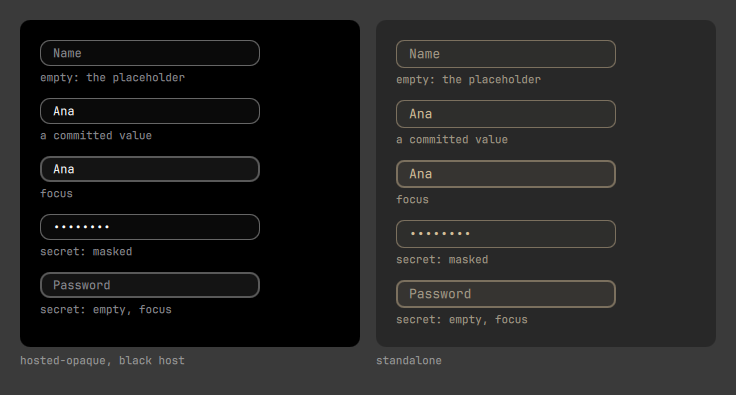 Name
empty: the placeholder
Ana
a committed value
Ana
focus
••••••••
secret: masked
Password
secret: empty, focus
hosted-opaque, black host
Name
empty: the placeholder
Ana
a committed value
Ana
focus
••••••••
secret: masked
Password
secret: empty, focus
standalone